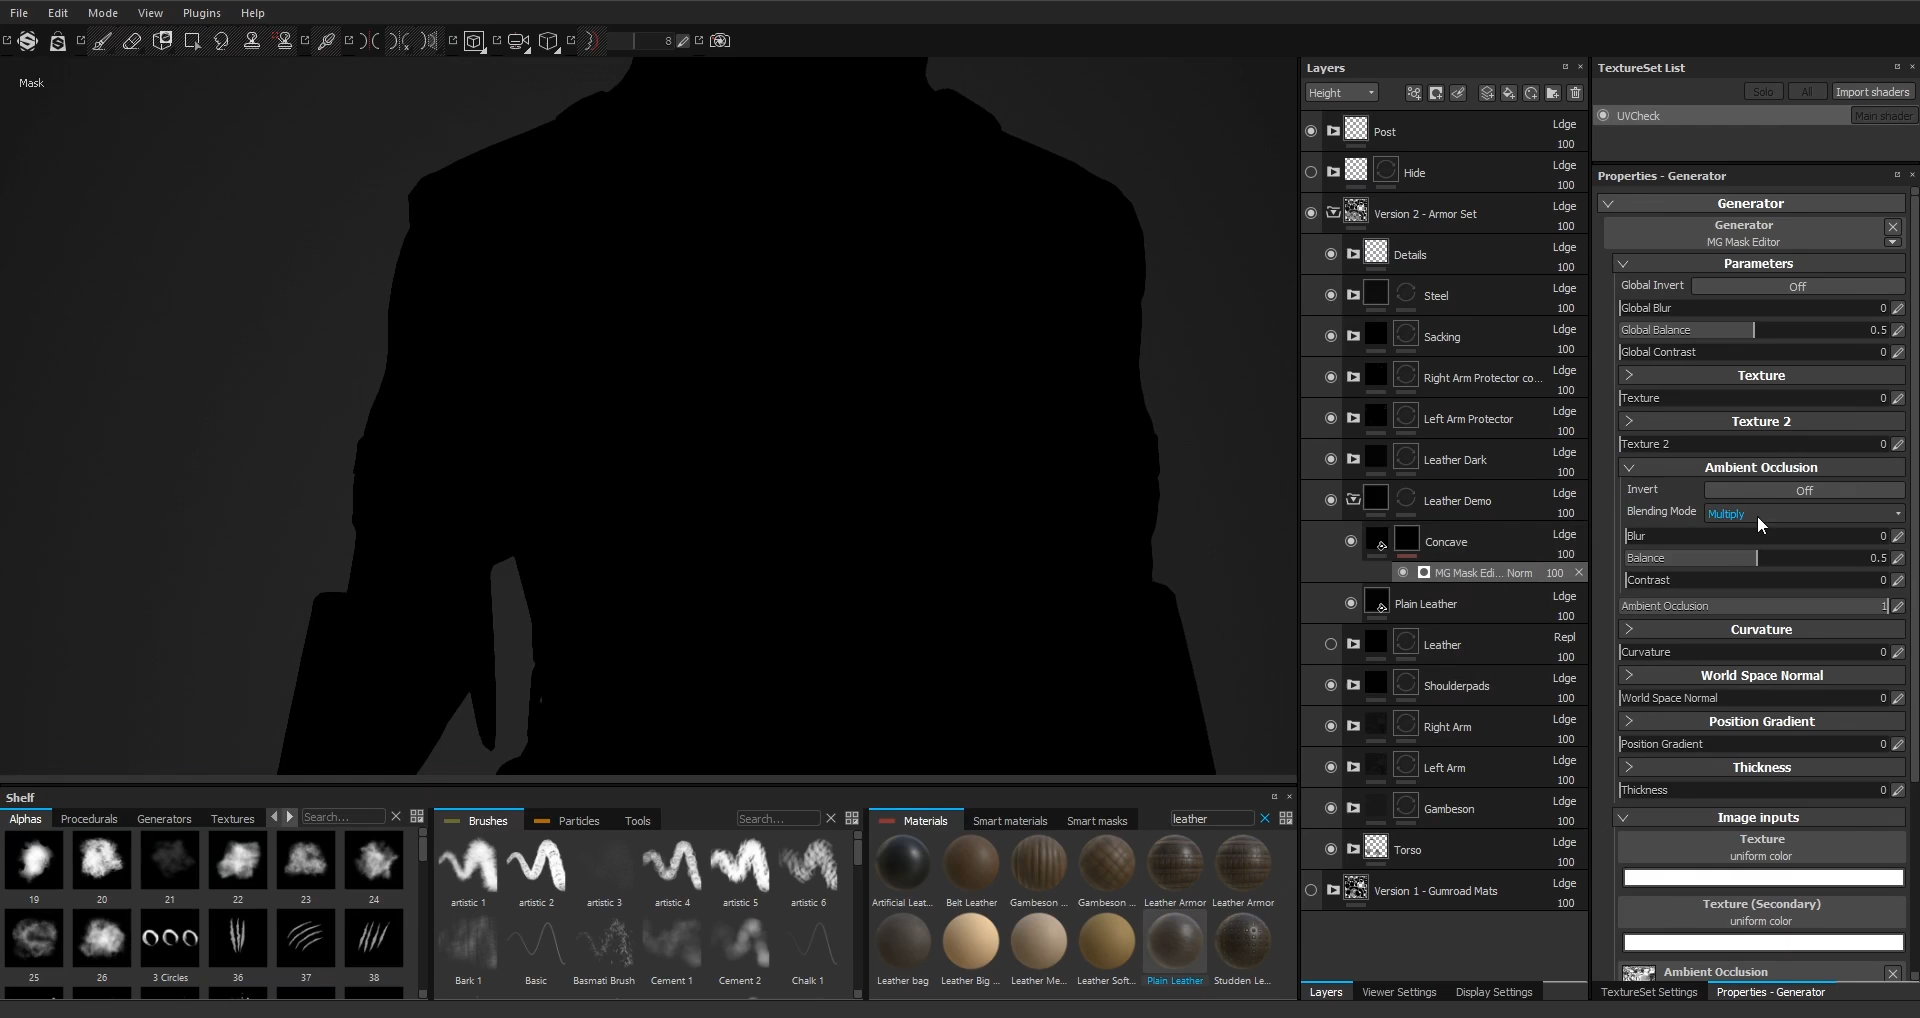 File Edit Mode View Plugins Help
8
Mask
Layers
Height
Post Ldge 100
Hide Ldge 100
Version 2 - Armor Set Ldge 100
Details Ldge 100
Steel Ldge 100
Sacking Ldge 100
Right Arm Protector co... Ldge 100
Left Arm Protector Ldge 100
Leather Dark Ldge 100
Leather Demo Ldge 100
Concave Ldge 100
MG Mask Edi... Norm 100
Plain Leather Ldge 100
Leather Repl 100
Shoulderpads Ldge 100
Right Arm Ldge 100
Left Arm Ldge 100
Gambeson Ldge 100
Torso Ldge 100
Version 1 - Gumroad Mats Ldge 100
Layers Viewer Settings Display Settings
TextureSet List
Solo All Import shaders
UVCheck Main shader
Properties - Generator
Generator
Generator
MG Mask Editor
Parameters
Global Invert Off
Global Blur 0
Global Balance 0.5
Global Contrast 0
Texture
Texture 0
Texture 2
Texture 2 0
Ambient Occlusion
Invert Off
Blending Mode Multiply
Blur 0
Balance 0.5
Contrast 0
Ambient Occlusion 1
Curvature
Curvature 0
World Space Normal
World Space Normal 0
Position Gradient
Position Gradient 0
Thickness
Thickness 0
Image inputs
Texture
uniform color
Texture (Secondary)
uniform color
Ambient Occlusion
TextureSet Settings Properties - Generator
Shelf
Alphas Procedurals Generators Textures Search...
19 20 21 22 23 24
25 26 3 Circles 36 37 38
Brushes Particles Tools Search...
artistic 1 artistic 2 artistic 3 artistic 4 artistic 5 artistic 6
Bark 1 Basic Basmati Brush Cement 1 Cement 2 Chalk 1
Materials Smart materials Smart masks leather
Artificial Leat... Belt Leather Gambeson ... Gambeson ... Leather Armor Leather Armor
Leather bag Leather Big ... Leather Me... Leather Soft... Plain Leather Studden Le...